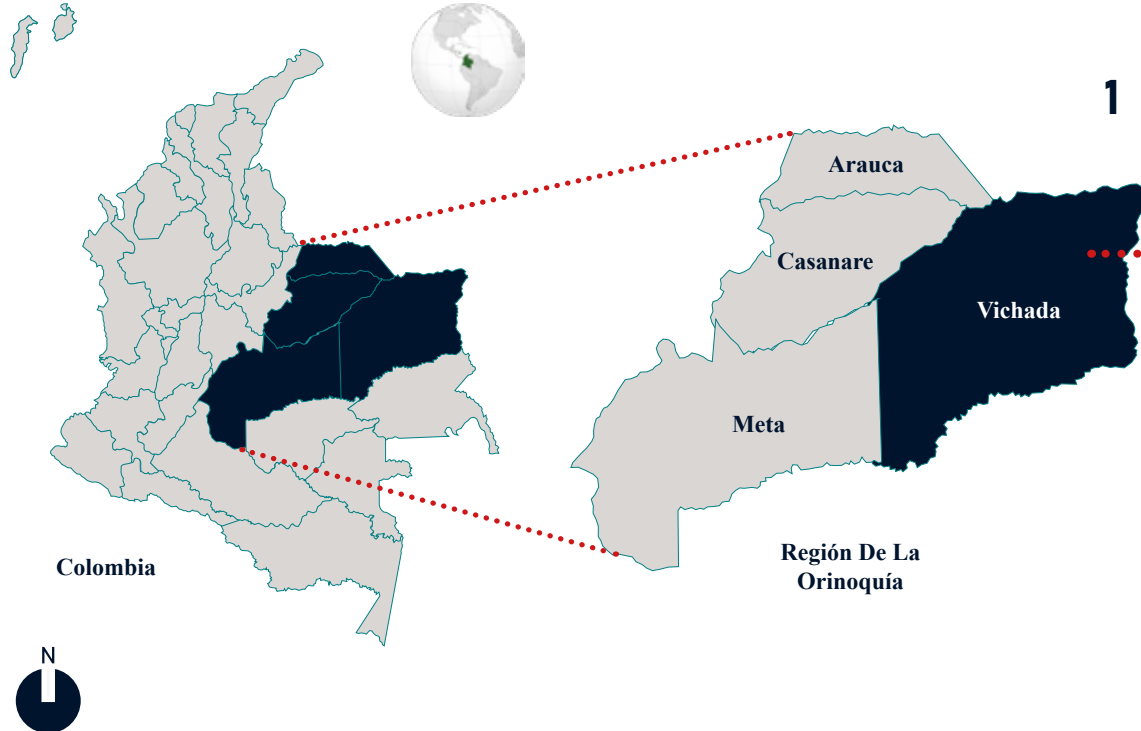 1
Arauca
Casanare
Vichada
Meta
Región De La
Orinoquía
Colombia
N